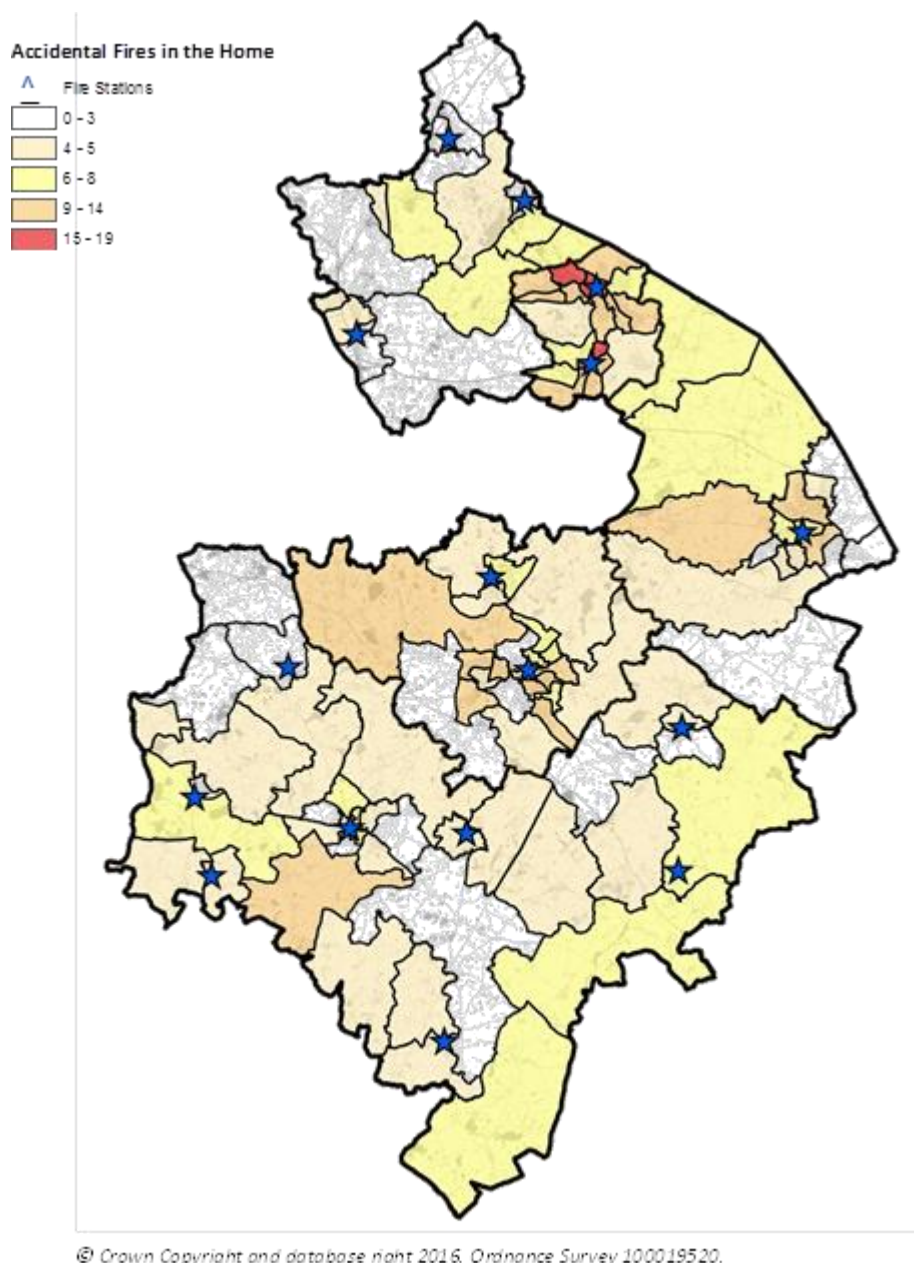 Accidental Fires in the Home
Fire Stations
0 - 3
4 - 5
6 - 8
9 - 14
15 - 19
© Crown Copyright and database right 2016. Ordnance Survey 100019520.